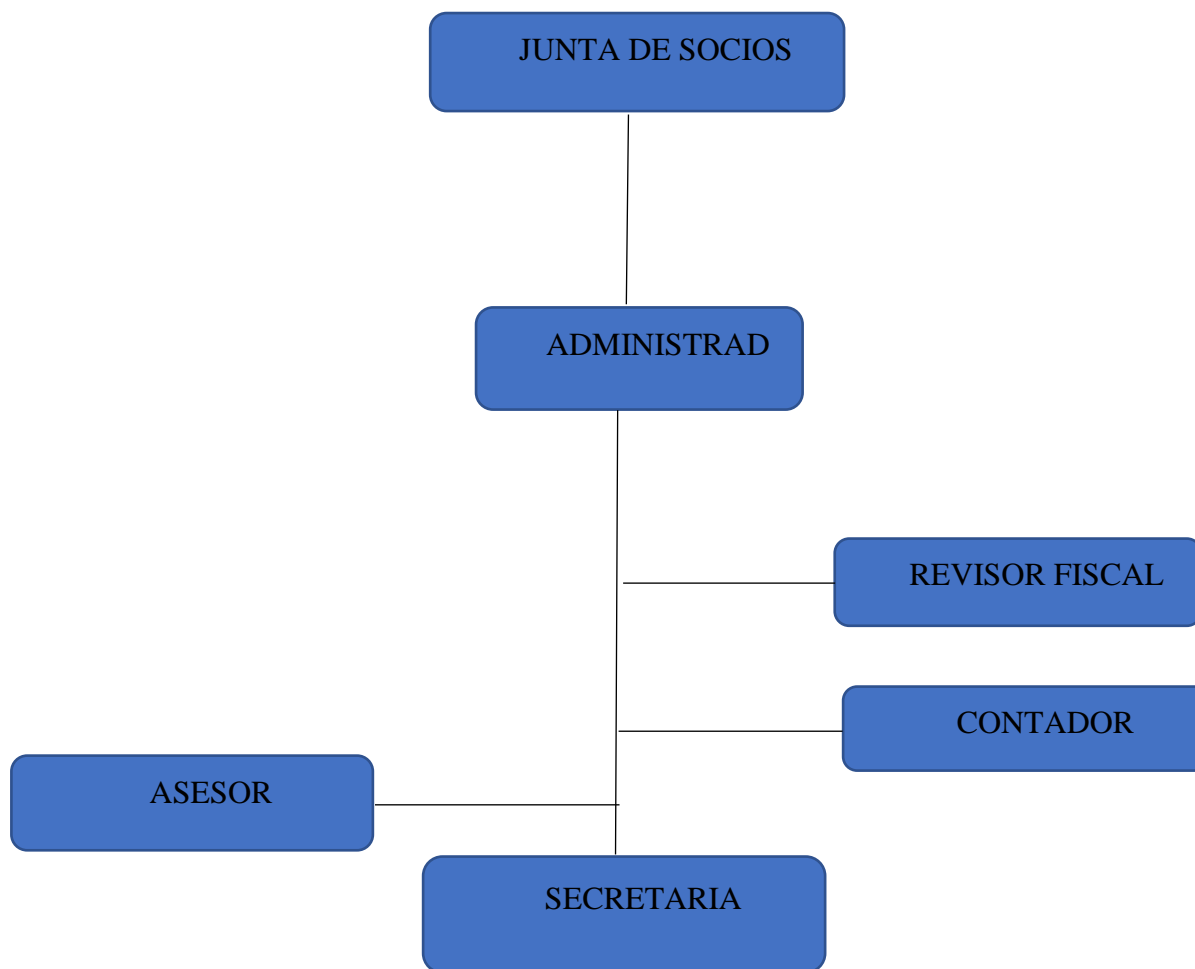 JUNTA DE SOCIOS
ADMINISTRAD
REVISOR FISCAL
CONTADOR
ASESOR
SECRETARIA